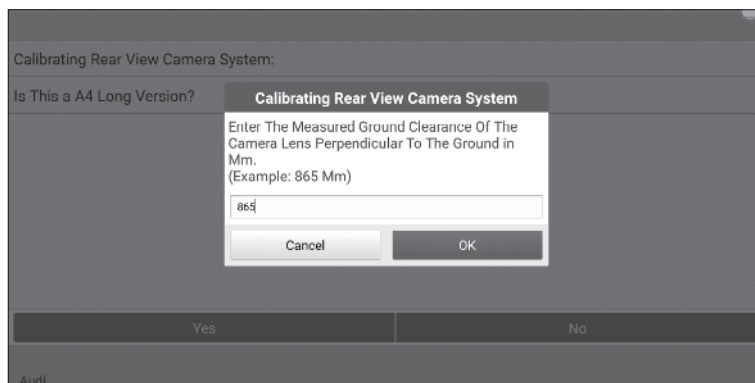 Calibrating Rear View Camera System:
Is This a A4 Long Version?
Calibrating Rear View Camera System
Enter The Measured Ground Clearance Of The
Camera Lens Perpendicular To The Ground in
Mm.
(Example: 865 Mm)
865
Cancel
OK
Yes
No
Audi